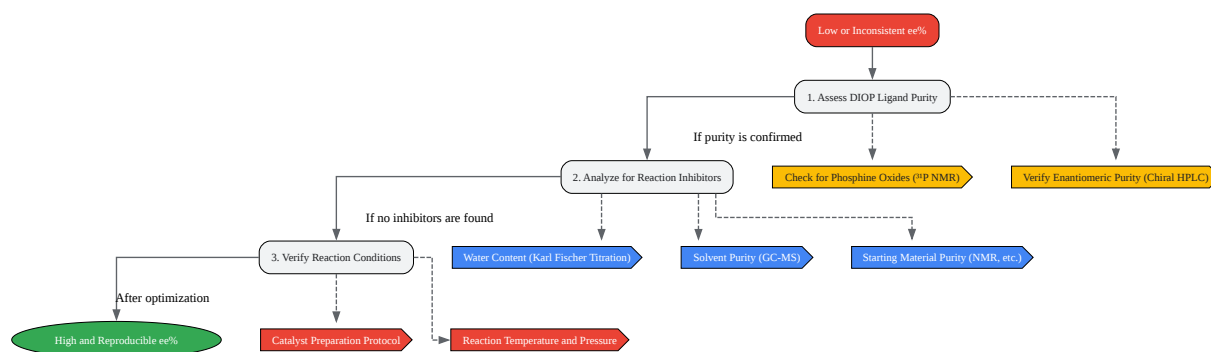 Low or Inconsistent ee%
1. Assess DIOP Ligand Purity
If purity is confirmed
2. Analyze for Reaction Inhibitors
Check for Phosphine Oxides (³¹P NMR)
Verify Enantiomeric Purity (Chiral HPLC)
If no inhibitors are found
3. Verify Reaction Conditions
Water Content (Karl Fischer Titration)
Solvent Purity (GC-MS)
Starting Material Purity (NMR, etc.)
After optimization
High and Reproducible ee%
Catalyst Preparation Protocol
Reaction Temperature and Pressure